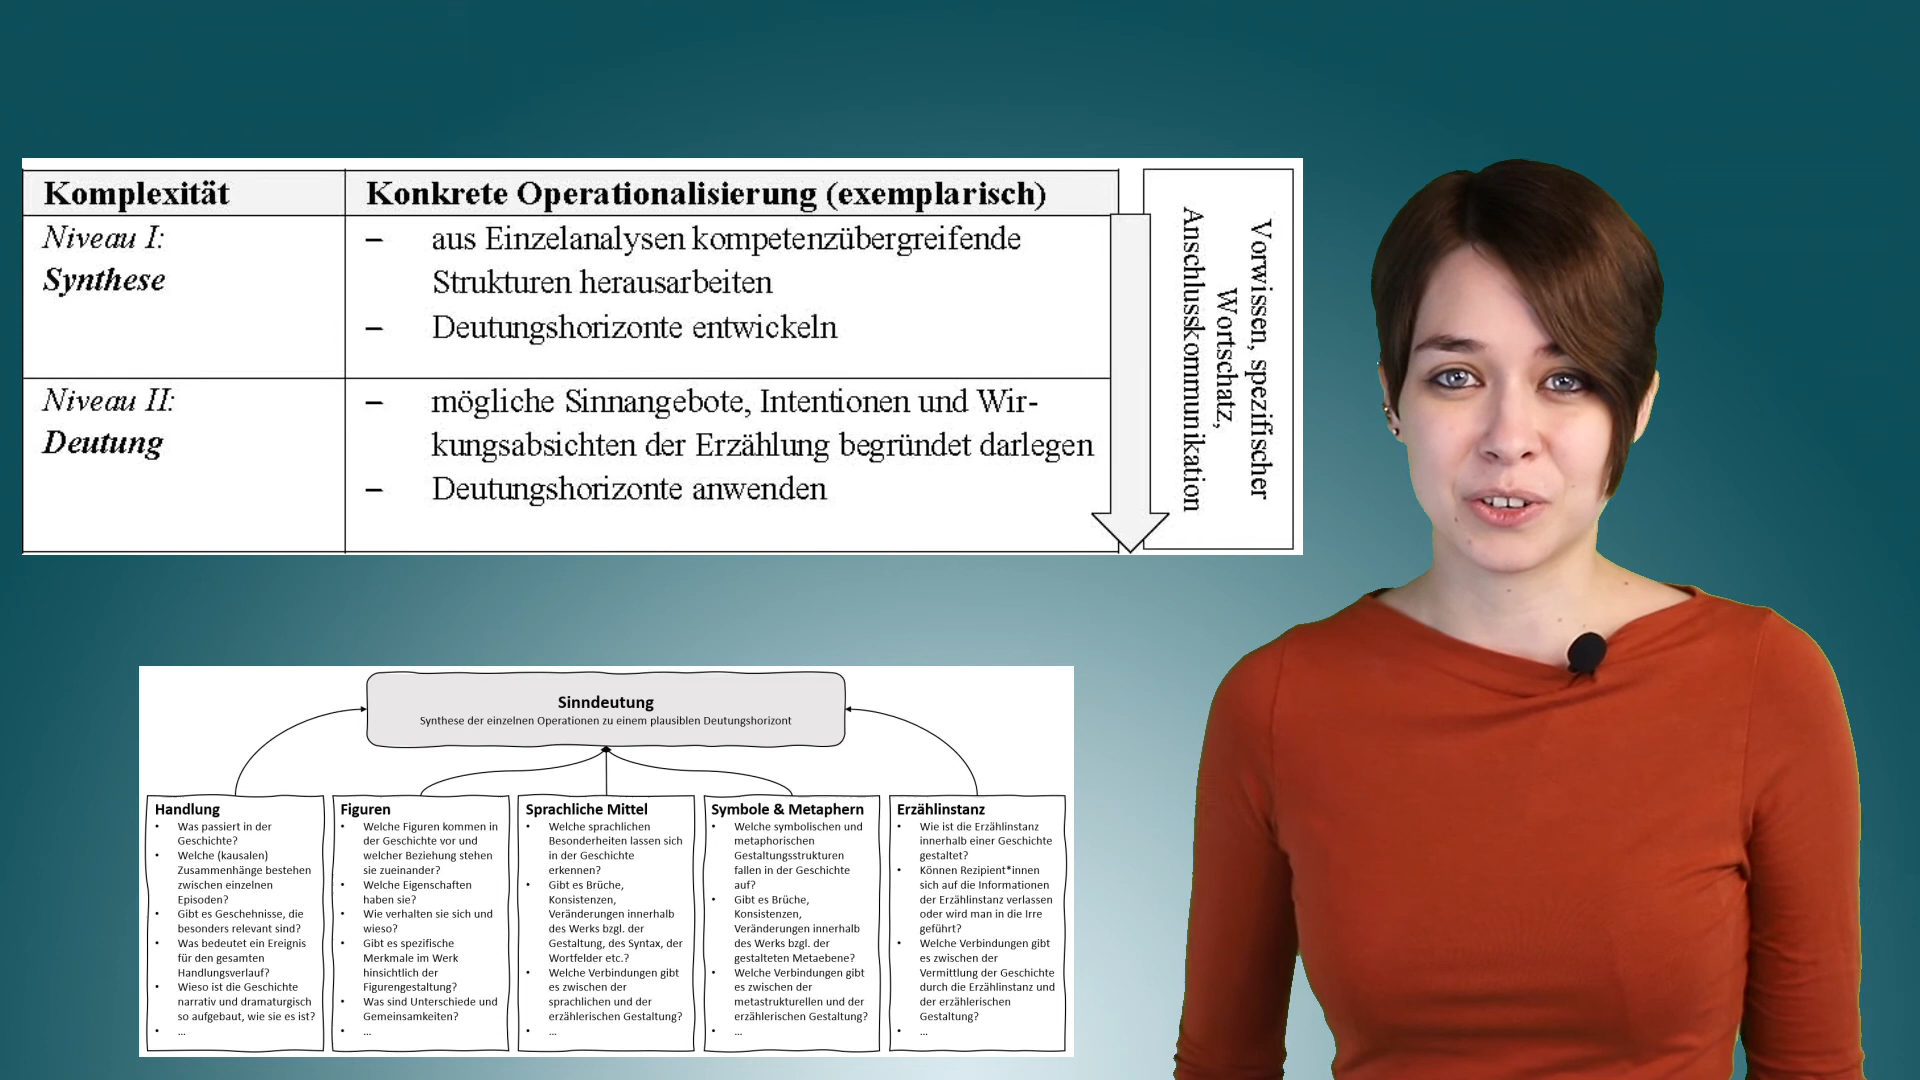 Komplexität
Konkrete Operationalisierung (exemplarisch)
Niveau I:
Synthese
– aus Einzelanalysen kompetenzübergreifende
Strukturen herausarbeiten
– Deutungshorizonte entwickeln
Niveau II:
Deutung
– mögliche Sinnangebote, Intentionen und Wir-
kungsabsichten der Erzählung begründet darlegen
– Deutungshorizonte anwenden
Vorwissen, spezifischer
Wortschatz,
Anschlusskommunikation
Sinndeutung
Synthese der einzelnen Operationen zu einem plausiblen Deutungshorizont
Handlung
• Was passiert in der
Geschichte?
• Welche (kausalen)
Zusammenhänge bestehen
zwischen einzelnen
Episoden?
• Gibt es Geschehnisse, die
besonders relevant sind?
• Was bedeutet ein Ereignis
für den gesamten
Handlungsverlauf?
• Wieso ist die Geschichte
narrativ und dramaturgisch
so aufgebaut, wie sie es ist?
• ...
Figuren
• Welche Figuren kommen in
der Geschichte vor und
welcher Beziehung stehen
sie zueinander?
• Welche Eigenschaften
haben sie?
• Wie verhalten sie sich und
wieso?
• Gibt es spezifische
Merkmale im Werk
hinsichtlich der
Figurengestaltung?
• Was sind Unterschiede und
Gemeinsamkeiten?
• ...
Sprachliche Mittel
• Welche sprachlichen
Besonderheiten lassen sich
in der Geschichte
erkennen?
• Gibt es Brüche,
Konsistenzen,
Veränderungen innerhalb
des Werks bzgl. der
Gestaltung, des Syntax, der
Wortfelder etc.?
• Welche Verbindungen gibt
es zwischen der
sprachlichen und der
erzählerischen Gestaltung?
• ...
Symbole & Metaphern
• Welche symbolischen und
metaphorischen
Gestaltungsstrukturen
fallen in der Geschichte
auf?
• Gibt es Brüche,
Konsistenzen,
Veränderungen innerhalb
des Werks bzgl. der
gestalteten Metaebene?
• Welche Verbindungen gibt
es zwischen der
metastrukturellen und der
erzählerischen Gestaltung?
• ...
Erzählinstanz
• Wie ist die Erzählinstanz
innerhalb einer Geschichte
gestaltet?
• Können Rezipient*innen
sich auf die Informationen
der Erzählinstanz verlassen
oder wird man in die Irre
geführt?
• Welche Verbindungen gibt
es zwischen der
Vermittlung der Geschichte
durch die Erzählinstanz und
der erzählerischen
Gestaltung?
• ...